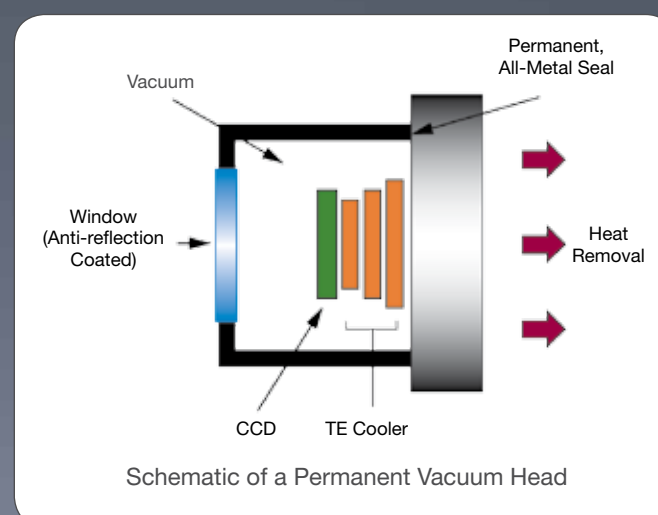 Permanent,
All-Metal Seal
Vacuum
Window
(Anti-reflection
Coated)
Heat
Removal
CCD
TE Cooler
Schematic of a Permanent Vacuum Head